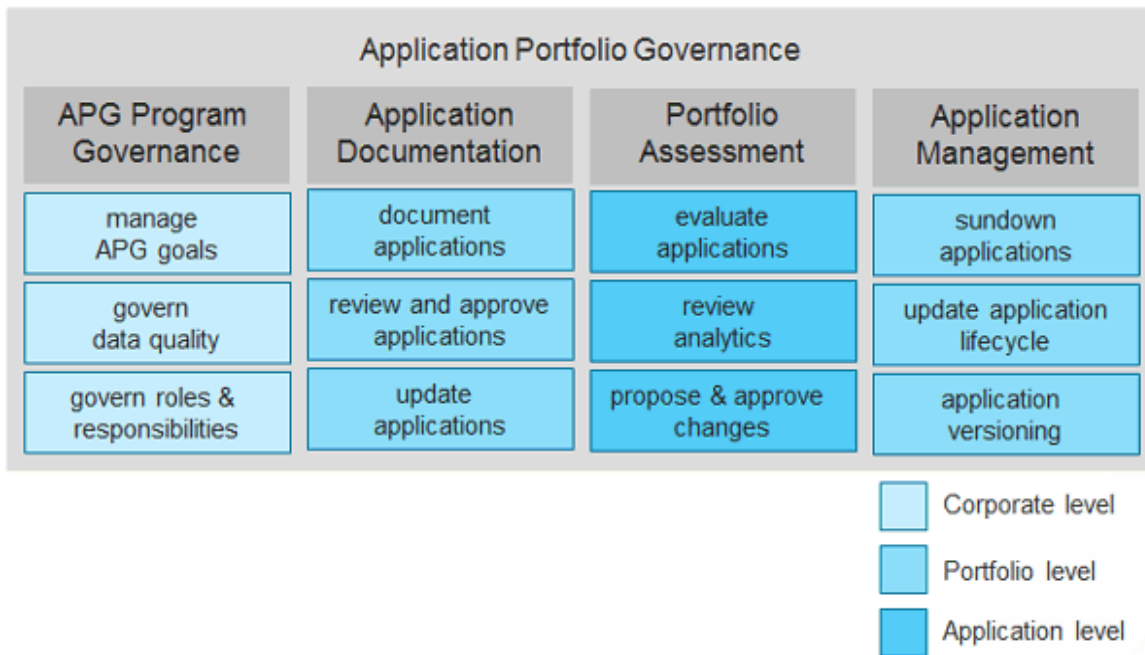 Application Portfolio Governance
APG Program
Governance
Application
Documentation
Portfolio
Assessment
Application
Management
manage
APG goals
document
applications
evaluate
applications
sundown
applications
govern
data quality
review and approve
applications
review
analytics
update application
lifecycle
govern roles &
responsibilities
update
applications
propose & approve
changes
application
versioning
Corporate level
Portfolio level
Application level